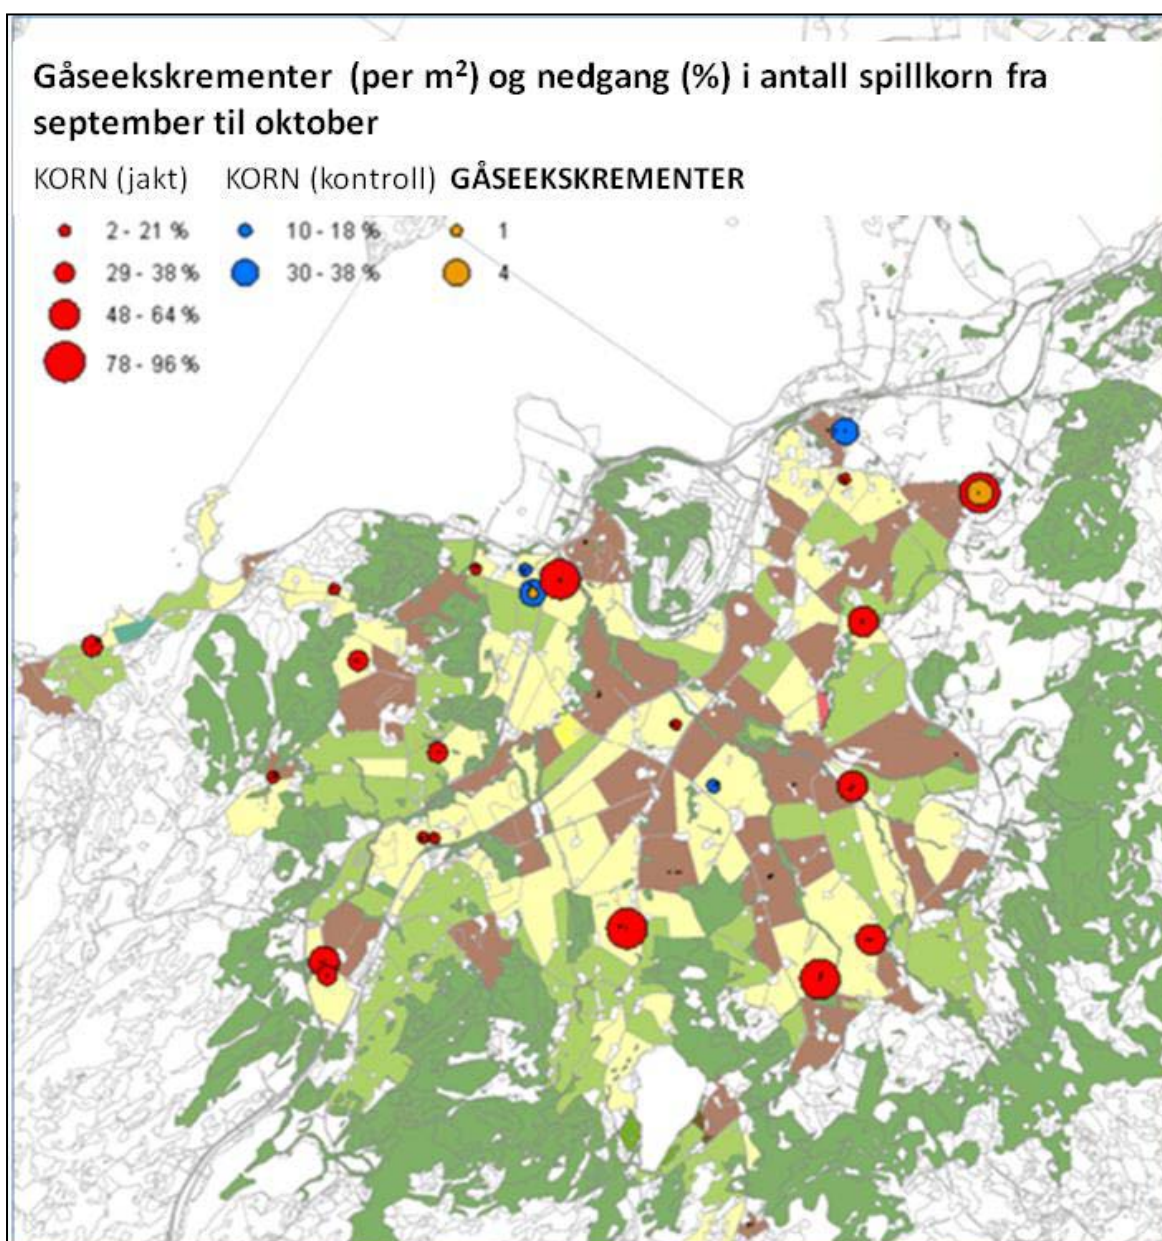 Gåseekskrementer (per m²) og nedgang (%) i antall spillkorn fra
september til oktober
KORN (jakt) KORN (kontroll) GÅSEEKSKREMENTER
2 - 21 % 10 - 18 % 1
29 - 38 % 30 - 38 % 4
48 - 64 %
78 - 96 %